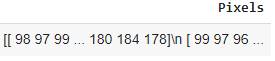 Pixels
[[ 98 97 99 ... 180 184 178]\n [ 99 97 96 ...